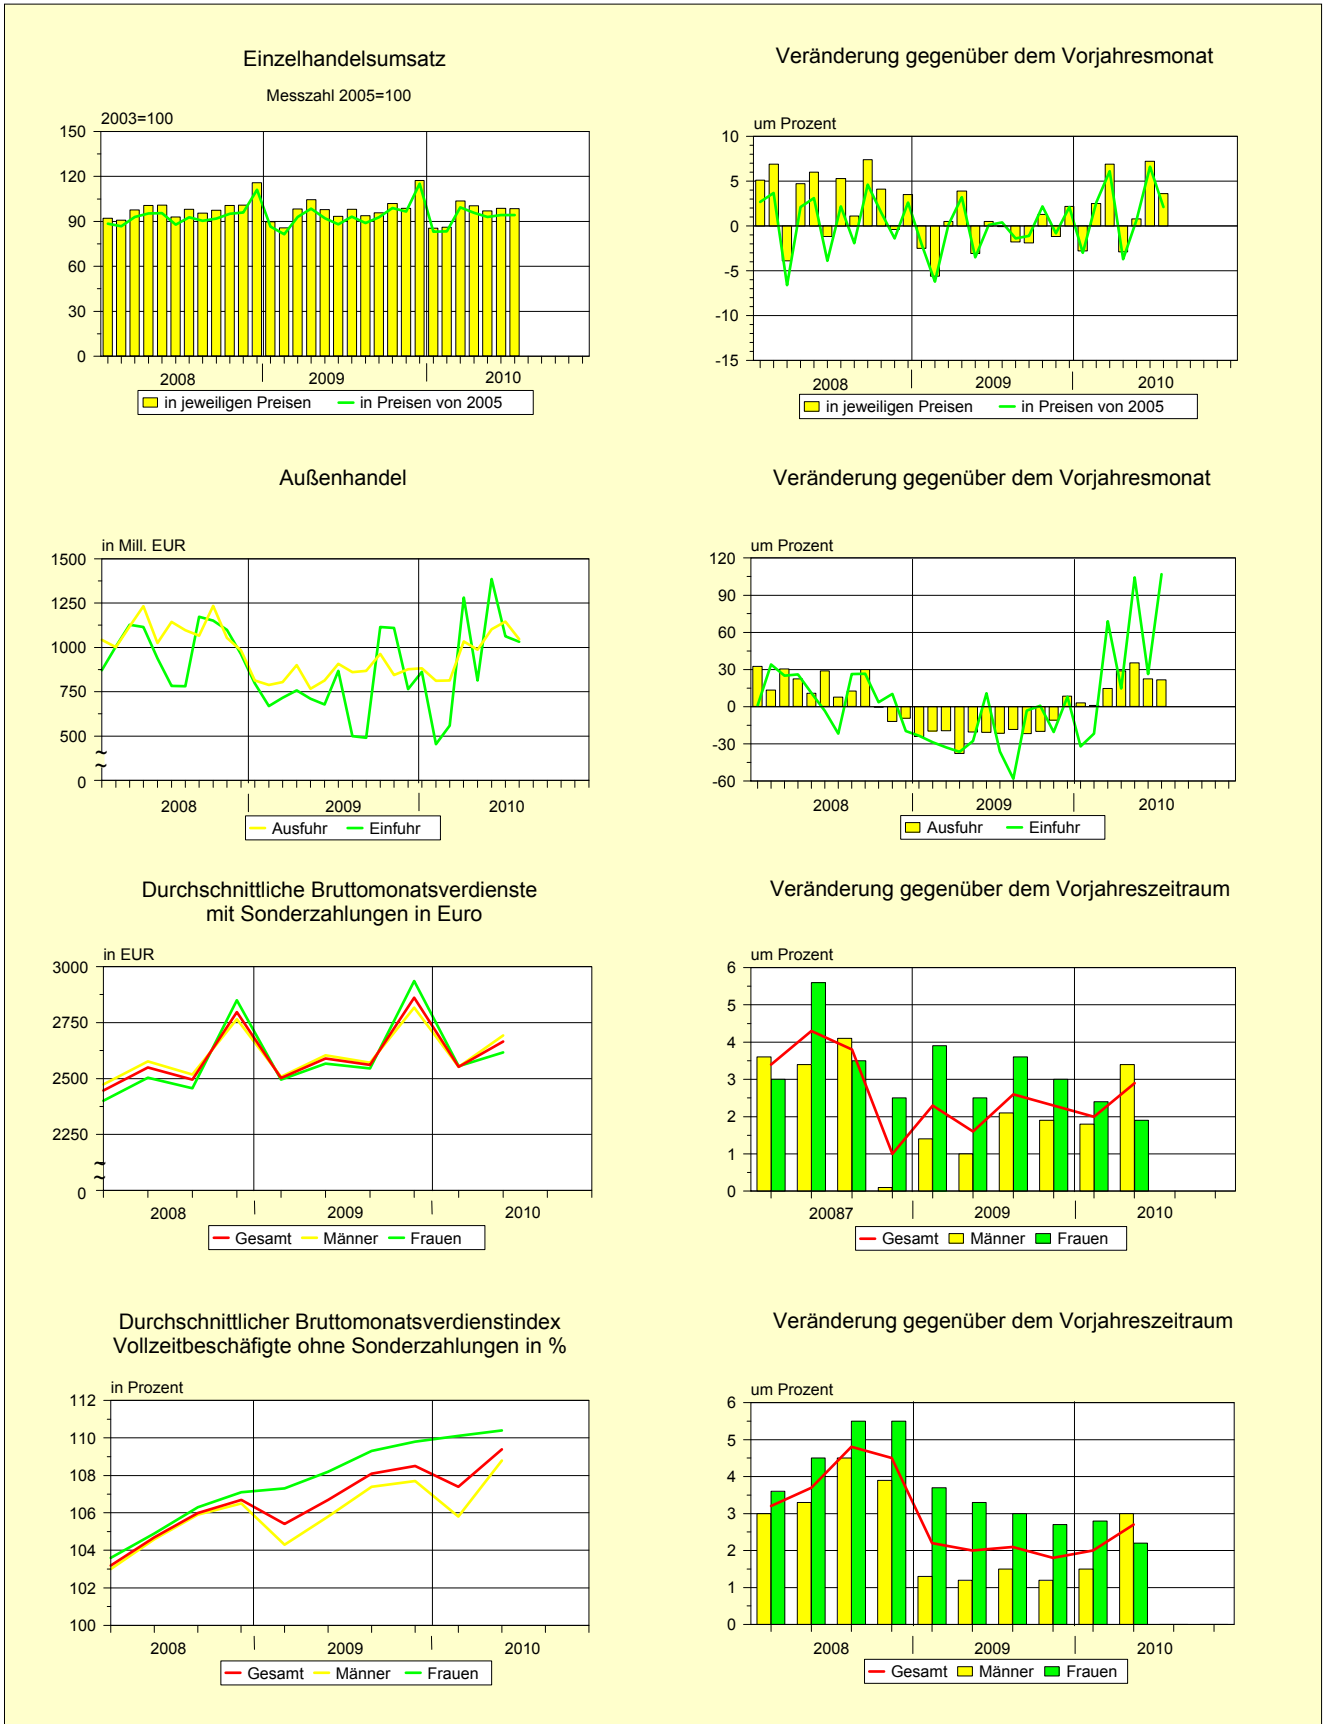 Einzelhandelsumsatz
Messzahl 2005=100
2003=100
150
120
90
60
30
0
2008 2009 2010
in jeweiligen Preisen in Preisen von 2005
Veränderung gegenüber dem Vorjahresmonat
um Prozent
10
5
0
-5
-10
-15
2008 2009 2010
in jeweiligen Preisen in Preisen von 2005
Außenhandel
in Mill. EUR
1500
1250
1000
750
500
~
~
0
2008 2009 2010
Ausfuhr Einfuhr
Veränderung gegenüber dem Vorjahresmonat
um Prozent
120
90
60
30
0
-30
-60
2008 2009 2010
Ausfuhr Einfuhr
Durchschnittliche Bruttomonatsverdienste
mit Sonderzahlungen in Euro
in EUR
3000
2750
2500
2250
~
~
0
2008 2009 2010
Gesamt Männer Frauen
Veränderung gegenüber dem Vorjahreszeitraum
um Prozent
6
5
4
3
2
1
0
20087 2009 2010
Gesamt Männer Frauen
Durchschnittlicher Bruttomonatsverdienstindex
Vollzeitbeschäfigte ohne Sonderzahlungen in %
in Prozent
112
110
108
106
104
102
100
2008 2009 2010
Gesamt Männer Frauen
Veränderung gegenüber dem Vorjahreszeitraum
um Prozent
6
5
4
3
2
1
0
2008 2009 2010
Gesamt Männer Frauen